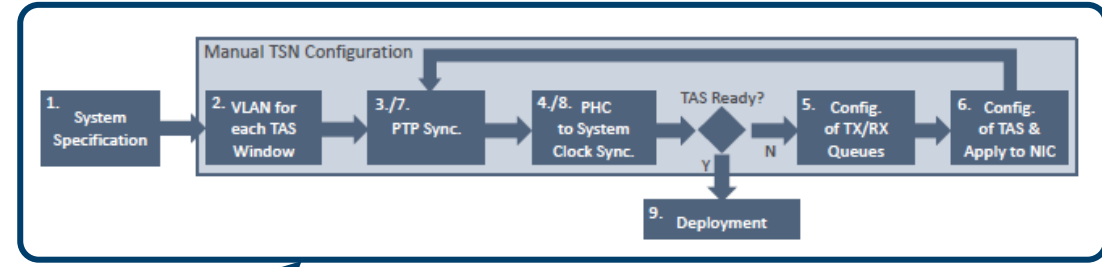 Manual TSN Configuration
1.
System
Specification
2. VLAN for
each TAS
Window
3./7.
PTP Sync.
4./8. PHC
to System
Clock Sync.
TAS Ready?
N
Y
5. Config.
of TX/RX
Queues
6. Config.
of TAS &
Apply to NIC
9. Deployment